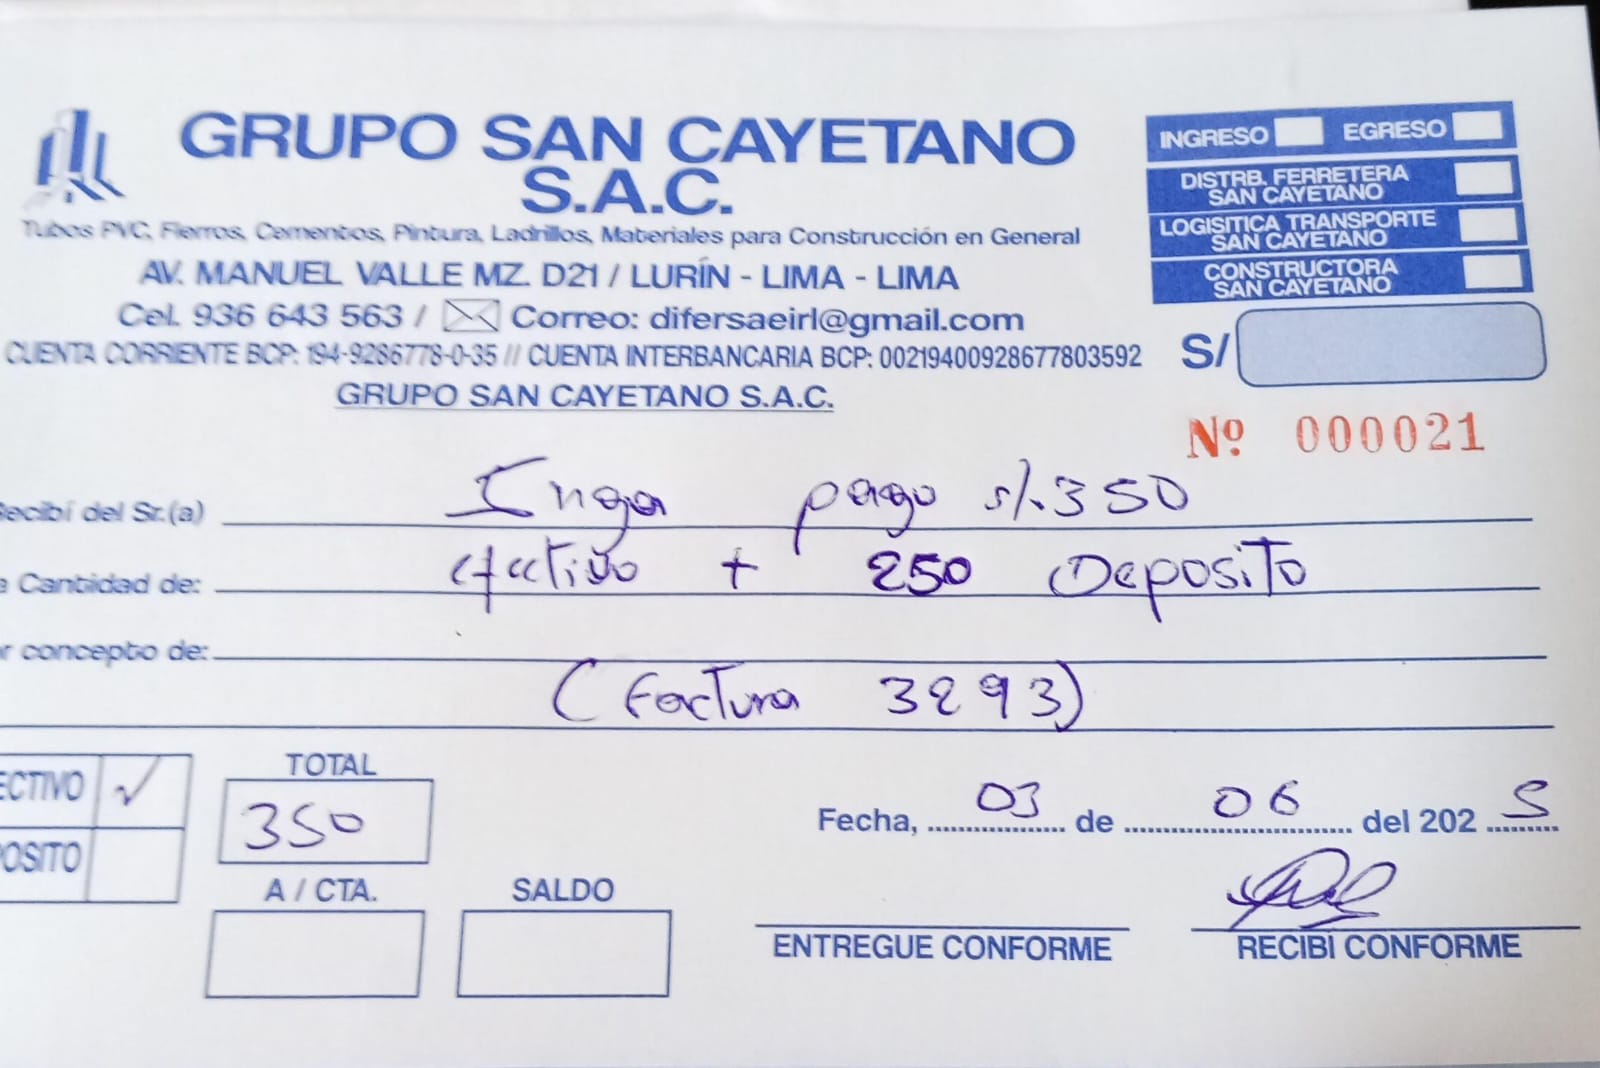 GRUPO SAN CAYETANO
S.A.C.
Tubos PVC, Fierros, Cementos, Pintura, Ladrillos, Materiales para Construcción en General
AV. MANUEL VALLE MZ. D21 / LURÍN - LIMA - LIMA
Cel. 936 643 563 / Correo: difersaeirl@gmail.com
CUENTA CORRIENTE BCP: 194-9286778-0-35 // CUENTA INTERBANCARIA BCP: 00219400928677803592
GRUPO SAN CAYETANO S.A.C.
INGRESO EGRESO
DISTRB. FERRETERA
SAN CAYETANO
LOGISITICA TRANSPORTE
SAN CAYETANO
CONSTRUCTORA
SAN CAYETANO
S/
Nº 000021
Recibí del Sr.(a) Inga pago s/.350
a Cantidad de: efectivo + 250 Deposito
r concepto de:
(Factura 3293)
ECTIVO ✓
OSITO
TOTAL
350
A / CTA.
SALDO
Fecha, 03 de 06 del 202 5
ENTREGUE CONFORME
RECIBI CONFORME